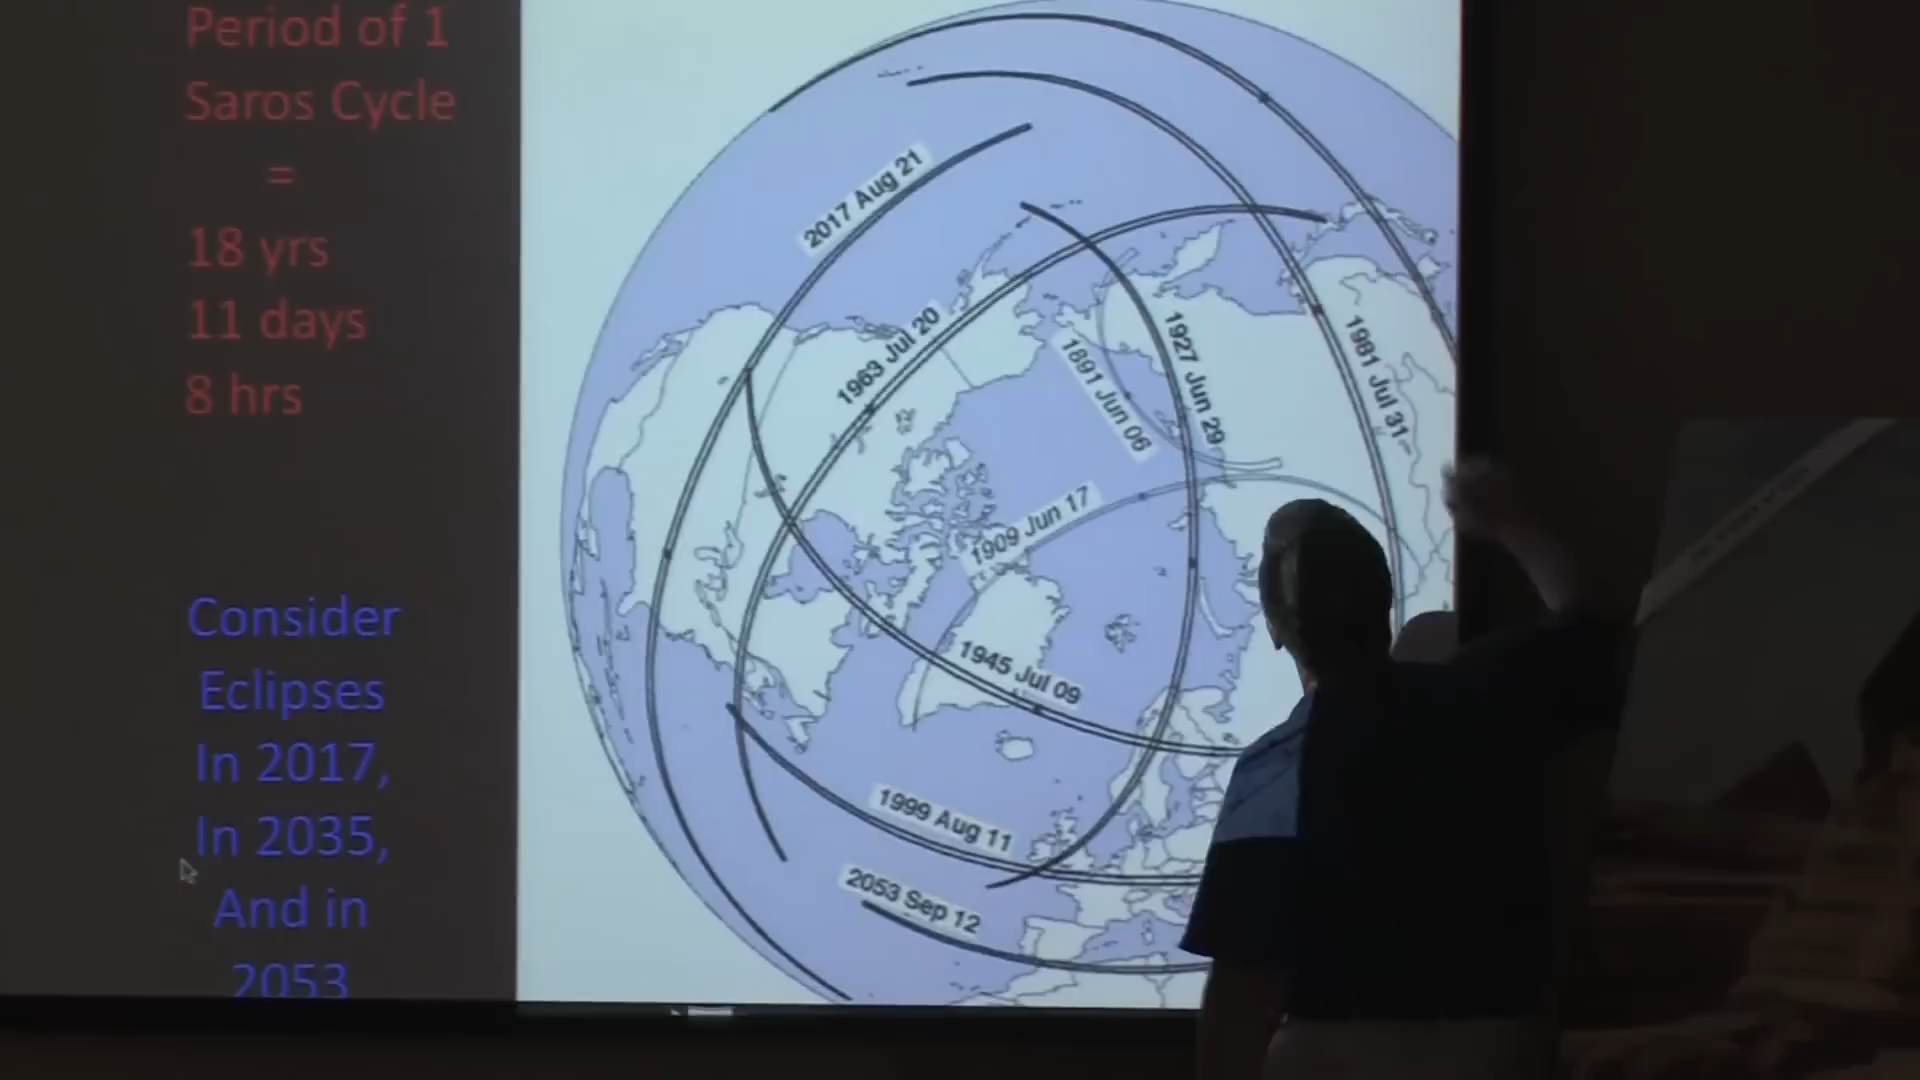 Period of 1
Saros Cycle
=
18 yrs
11 days
8 hrs
Consider
Eclipses
In 2017,
In 2035,
And in
2053
2017 Aug 21
1963 Jul 20
1891 Jun 06
1927 Jun 29
1981 Jul 31
1909 Jun 17
1945 Jul 09
1999 Aug 11
2053 Sep 12